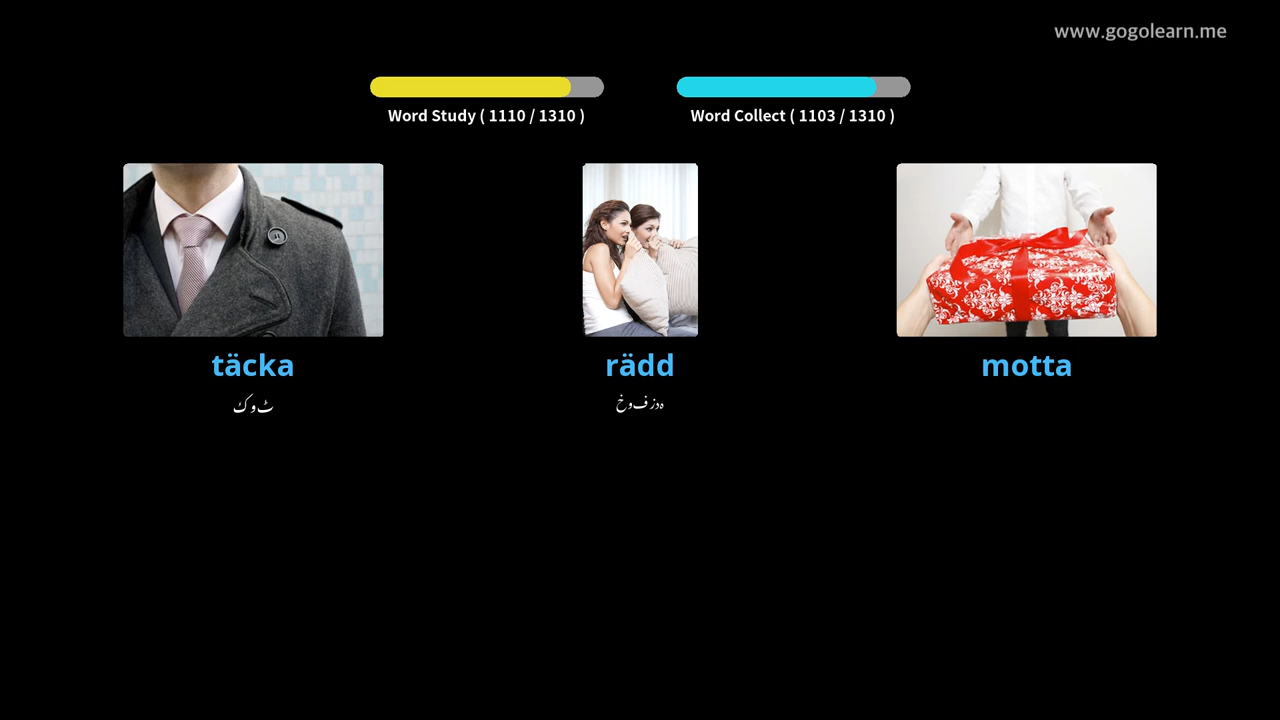 www.gogolearn.me
Word Study ( 1110 / 1310 )
Word Collect ( 1103 / 1310 )
täcka
rädd
motta
کوٹ
خوفزدہ